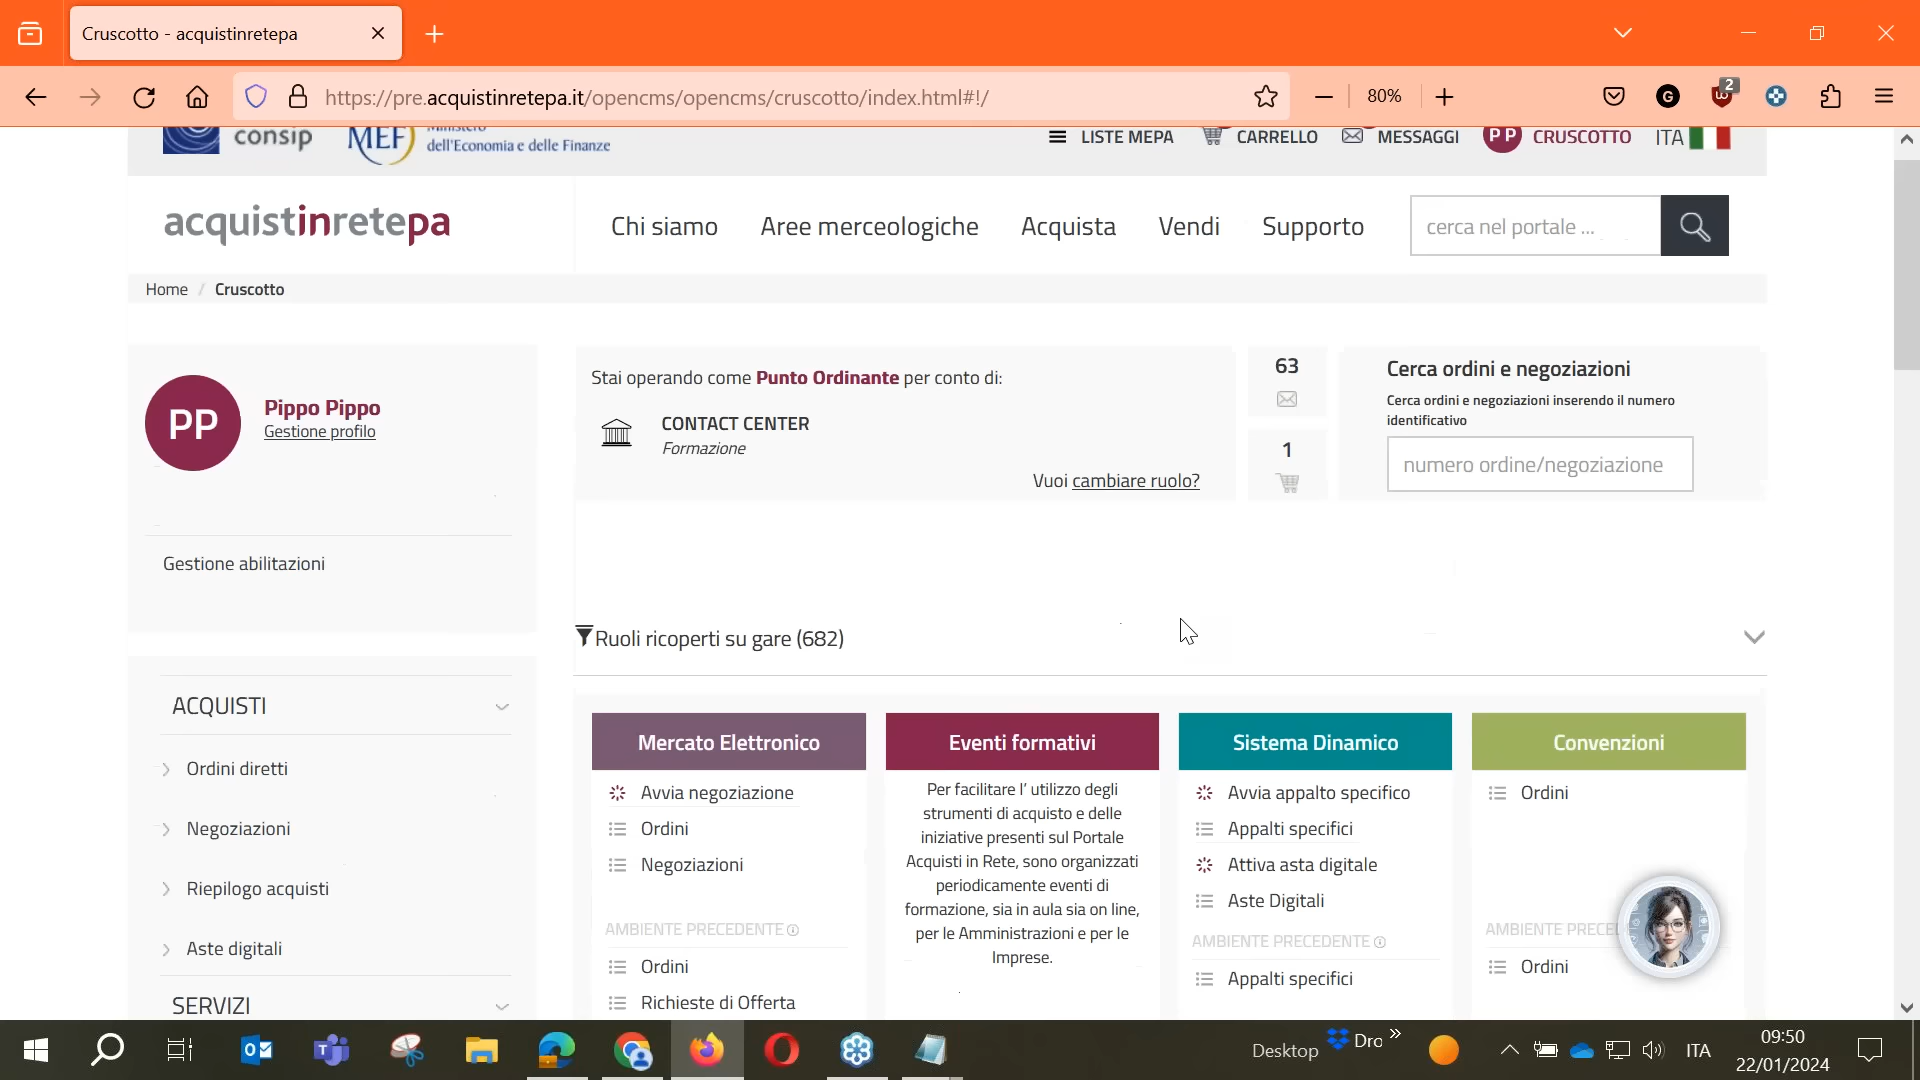 Cruscotto - acquistinretepa
https://pre.acquistinretepa.it/opencms/opencms/cruscotto/index.html#!/
80%
2
consip
MEF
dell'Economia e delle Finanze
LISTE MEPA
CARRELLO
MESSAGGI
PP
CRUSCOTTO
ITA
acquistinretepa
Chi siamo
Aree merceologiche
Acquista
Vendi
Supporto
cerca nel portale ...
Home / Cruscotto
PP
Pippo Pippo
Gestione profilo
Gestione abilitazioni
Stai operando come Punto Ordinante per conto di:
CONTACT CENTER
Formazione
Vuoi cambiare ruolo?
63
1
Cerca ordini e negoziazioni
Cerca ordini e negoziazioni inserendo il numero
identificativo
numero ordine/negoziazione
Ruoli ricoperti su gare (682)
ACQUISTI
Ordini diretti
Negoziazioni
Riepilogo acquisti
Aste digitali
SERVIZI
Mercato Elettronico
Avvia negoziazione
Ordini
Negoziazioni
AMBIENTE PRECEDENTE
Ordini
Richieste di Offerta
Eventi formativi
Per facilitare l' utilizzo degli
strumenti di acquisto e delle
iniziative presenti sul Portale
Acquisti in Rete, sono organizzati
periodicamente eventi di
formazione, sia in aula sia on line,
per le Amministrazioni e per le
Imprese.
Sistema Dinamico
Avvia appalto specifico
Appalti specifici
Attiva asta digitale
Aste Digitali
AMBIENTE PRECEDENTE
Appalti specifici
Convenzioni
Ordini
AMBIENTE PRECE
Ordini
Desktop
Dro
ITA
09:50
22/01/2024